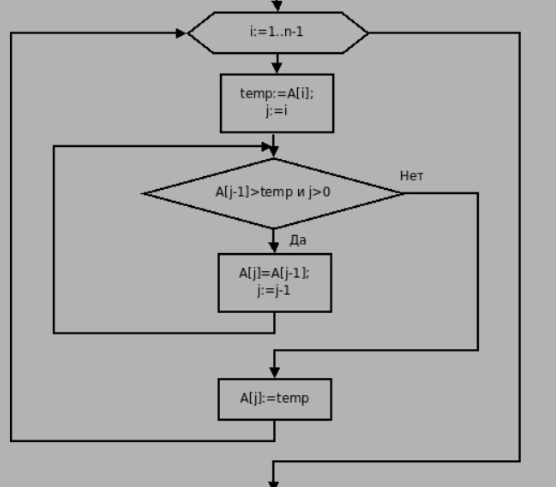 i:=1..n-1
temp:=A[i];
j:=i
A[j-1]>temp и j>0
Нет
Да
A[j]=A[j-1];
j:=j-1
A[j]:=temp